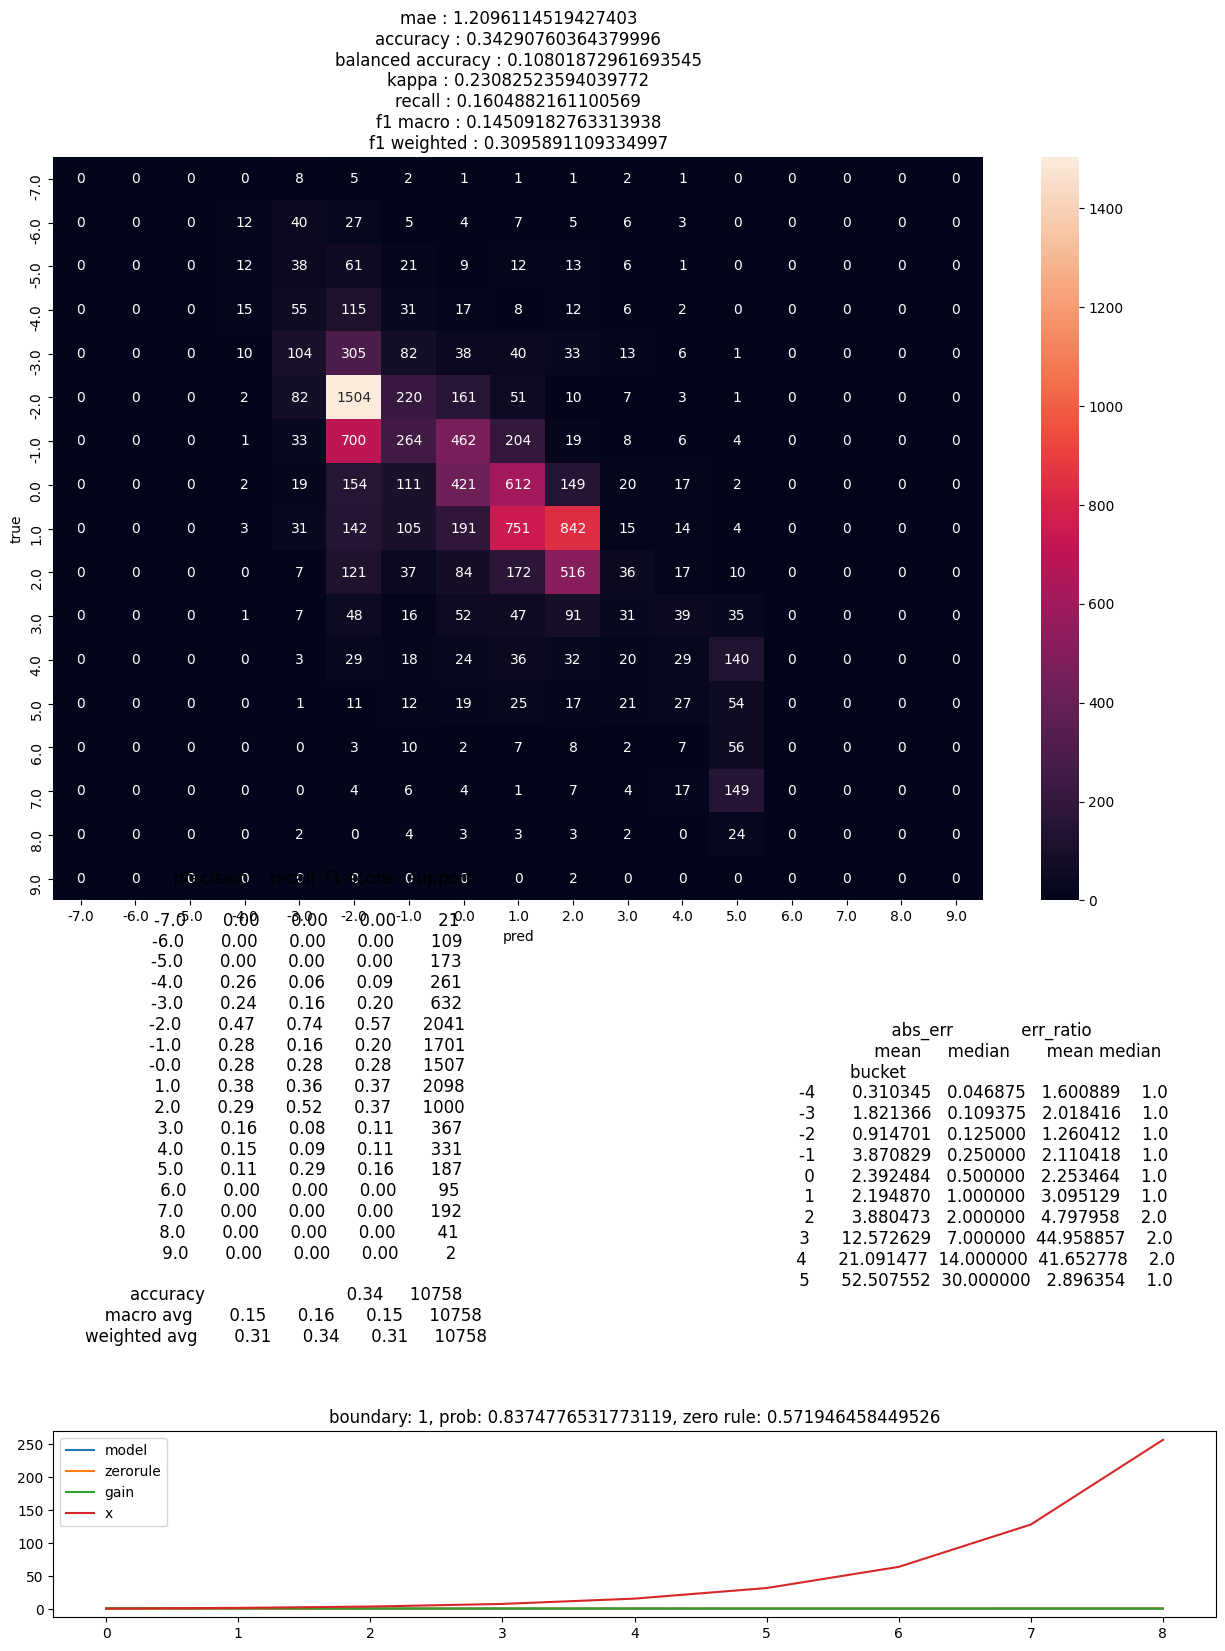 mae : 1.2096114519427403
accuracy : 0.34290760364379996
balanced accuracy : 0.10801872961693545
kappa : 0.23082523594039772
recall : 0.1604882161100569
f1 macro : 0.14509182763313938
f1 weighted : 0.3095891109334997
-7.0 0 0 0 0 8 5 2 1 1 1 2 1 0 0 0 0 0
-6.0 0 0 0 12 40 27 5 4 7 5 6 3 0 0 0 0 0
-5.0 0 0 0 12 38 61 21 9 12 13 6 1 0 0 0 0 0
-4.0 0 0 0 15 55 115 31 17 8 12 6 2 0 0 0 0 0
-3.0 0 0 0 10 104 305 82 38 40 33 13 6 1 0 0 0 0
-2.0 0 0 0 2 82 1504 220 161 51 10 7 3 1 0 0 0 0
-1.0 0 0 0 1 33 700 264 462 204 19 8 6 4 0 0 0 0
0.0 0 0 0 2 19 154 111 421 612 149 20 17 2 0 0 0 0
1.0 0 0 0 3 31 142 105 191 751 842 15 14 4 0 0 0 0
2.0 0 0 0 0 7 121 37 84 172 516 36 17 10 0 0 0 0
3.0 0 0 0 1 7 48 16 52 47 91 31 39 35 0 0 0 0
4.0 0 0 0 0 3 29 18 24 36 32 20 29 140 0 0 0 0
5.0 0 0 0 0 1 11 12 19 25 17 21 27 54 0 0 0 0
6.0 0 0 0 0 0 3 10 2 7 8 2 7 56 0 0 0 0
7.0 0 0 0 0 0 4 6 4 1 7 4 17 149 0 0 0 0
8.0 0 0 0 0 2 0 4 3 3 3 2 0 24 0 0 0 0
9.0 0 0 0 0 0 0 0 0 0 2 0 0 0 0 0 0 0
true
-7.0 -6.0 -5.0 -4.0 -3.0 -2.0 -1.0 0.0 1.0 2.0 3.0 4.0 5.0 6.0 7.0 8.0 9.0
pred
1400
1200
1000
800
600
400
200
0
precision recall f1-score support
-7.0 0.00 0.00 0.00 21
-6.0 0.00 0.00 0.00 109
-5.0 0.00 0.00 0.00 173
-4.0 0.26 0.06 0.09 261
-3.0 0.24 0.16 0.20 632
-2.0 0.47 0.74 0.57 2041
-1.0 0.28 0.16 0.20 1701
-0.0 0.28 0.28 0.28 1507
1.0 0.38 0.36 0.37 2098
2.0 0.29 0.52 0.37 1000
3.0 0.16 0.08 0.11 367
4.0 0.15 0.09 0.11 331
5.0 0.11 0.29 0.16 187
6.0 0.00 0.00 0.00 95
7.0 0.00 0.00 0.00 192
8.0 0.00 0.00 0.00 41
9.0 0.00 0.00 0.00 2
accuracy 0.34 10758
macro avg 0.15 0.16 0.15 10758
weighted avg 0.31 0.34 0.31 10758
abs_err err_ratio
mean median mean median
bucket
-4 0.310345 0.046875 1.600889 1.0
-3 1.821366 0.109375 2.018416 1.0
-2 0.914701 0.125000 1.260412 1.0
-1 3.870829 0.250000 2.110418 1.0
0 2.392484 0.500000 2.253464 1.0
1 2.194870 1.000000 3.095129 1.0
2 3.880473 2.000000 4.797958 2.0
3 12.572629 7.000000 44.958857 2.0
4 21.091477 14.000000 41.652778 2.0
5 52.507552 30.000000 2.896354 1.0
boundary: 1, prob: 0.8374776531773119, zero rule: 0.571946458449526
model
zerorule
gain
x
250
200
150
100
50
0
0 1 2 3 4 5 6 7 8